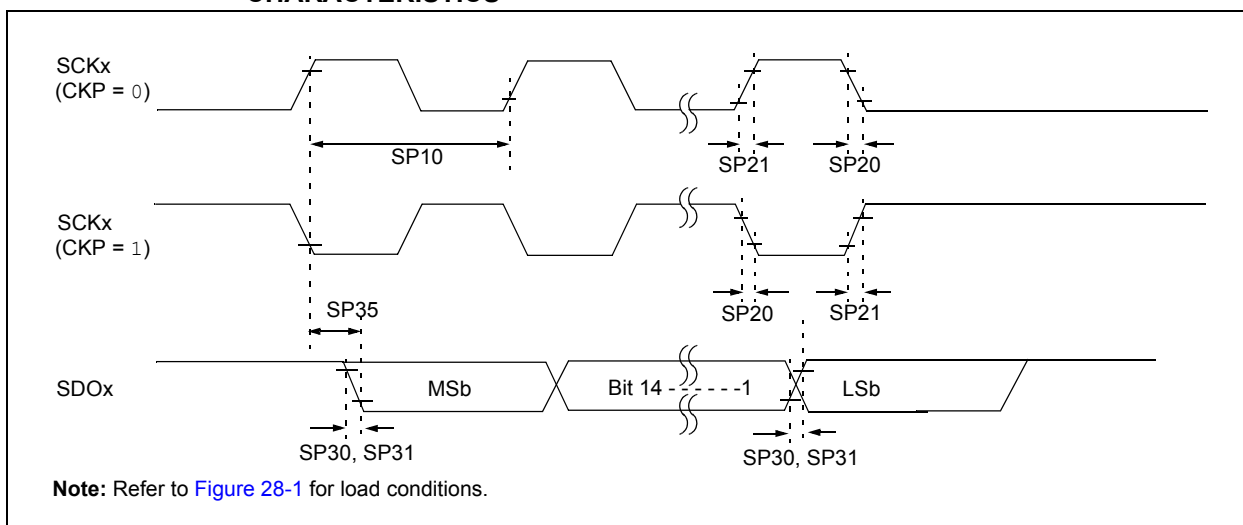 CHARACTERISTICS
SCKx
(CKP = 0)
SP10
SP21
SP20
SCKx
(CKP = 1)
SP35
SP20
SP21
SDOx
MSb
Bit 14 - - - - - -1
LSb
SP30, SP31
SP30, SP31
Note: Refer to Figure 28-1 for load conditions.